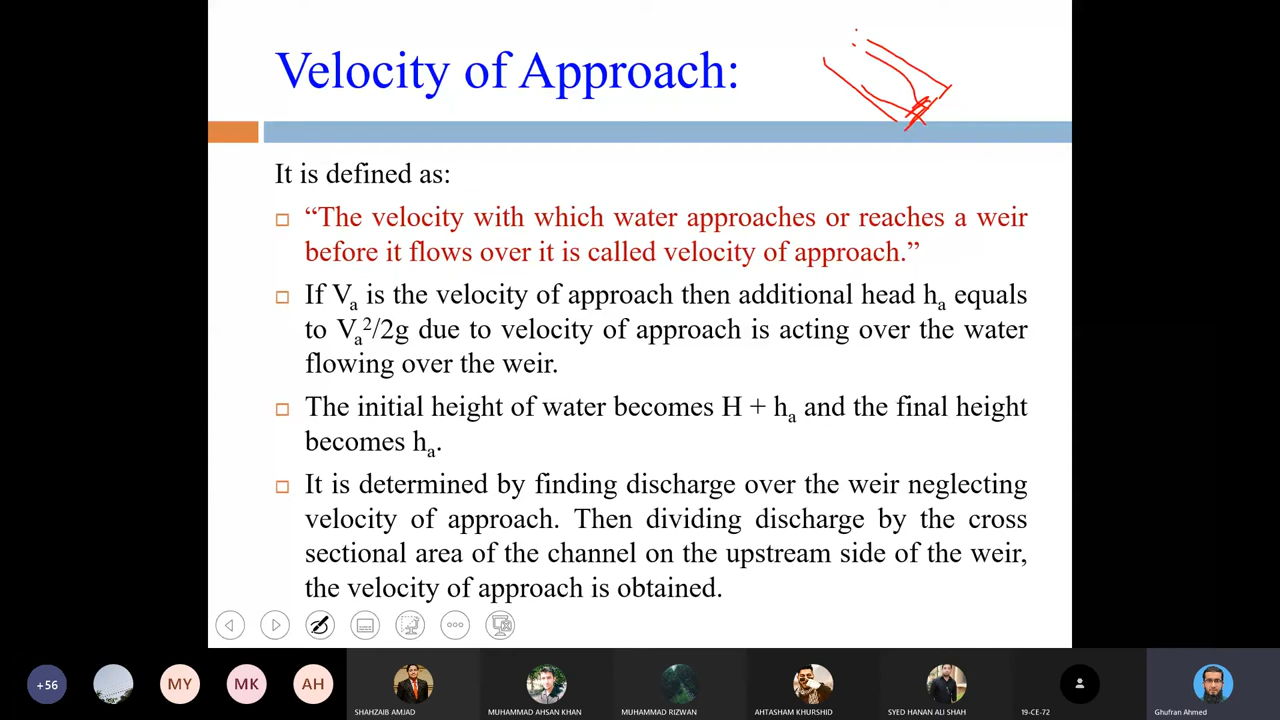 Velocity of Approach:
It is defined as:
“The velocity with which water approaches or reaches a weir
before it flows over it is called velocity of approach.”
If Va is the velocity of approach then additional head ha equals
to Va²/2g due to velocity of approach is acting over the water
flowing over the weir.
The initial height of water becomes H + ha and the final height
becomes ha.
It is determined by finding discharge over the weir neglecting
velocity of approach. Then dividing discharge by the cross
sectional area of the channel on the upstream side of the weir,
the velocity of approach is obtained.
+56
MY
MK
AH
SHAHZAIB AMJAD
MUHAMMAD AHSAN KHAN
MUHAMMAD RIZWAN
AHTASHAM KHURSHID
SYED HANAN ALI SHAH
19-CE-72
Ghufran Ahmed